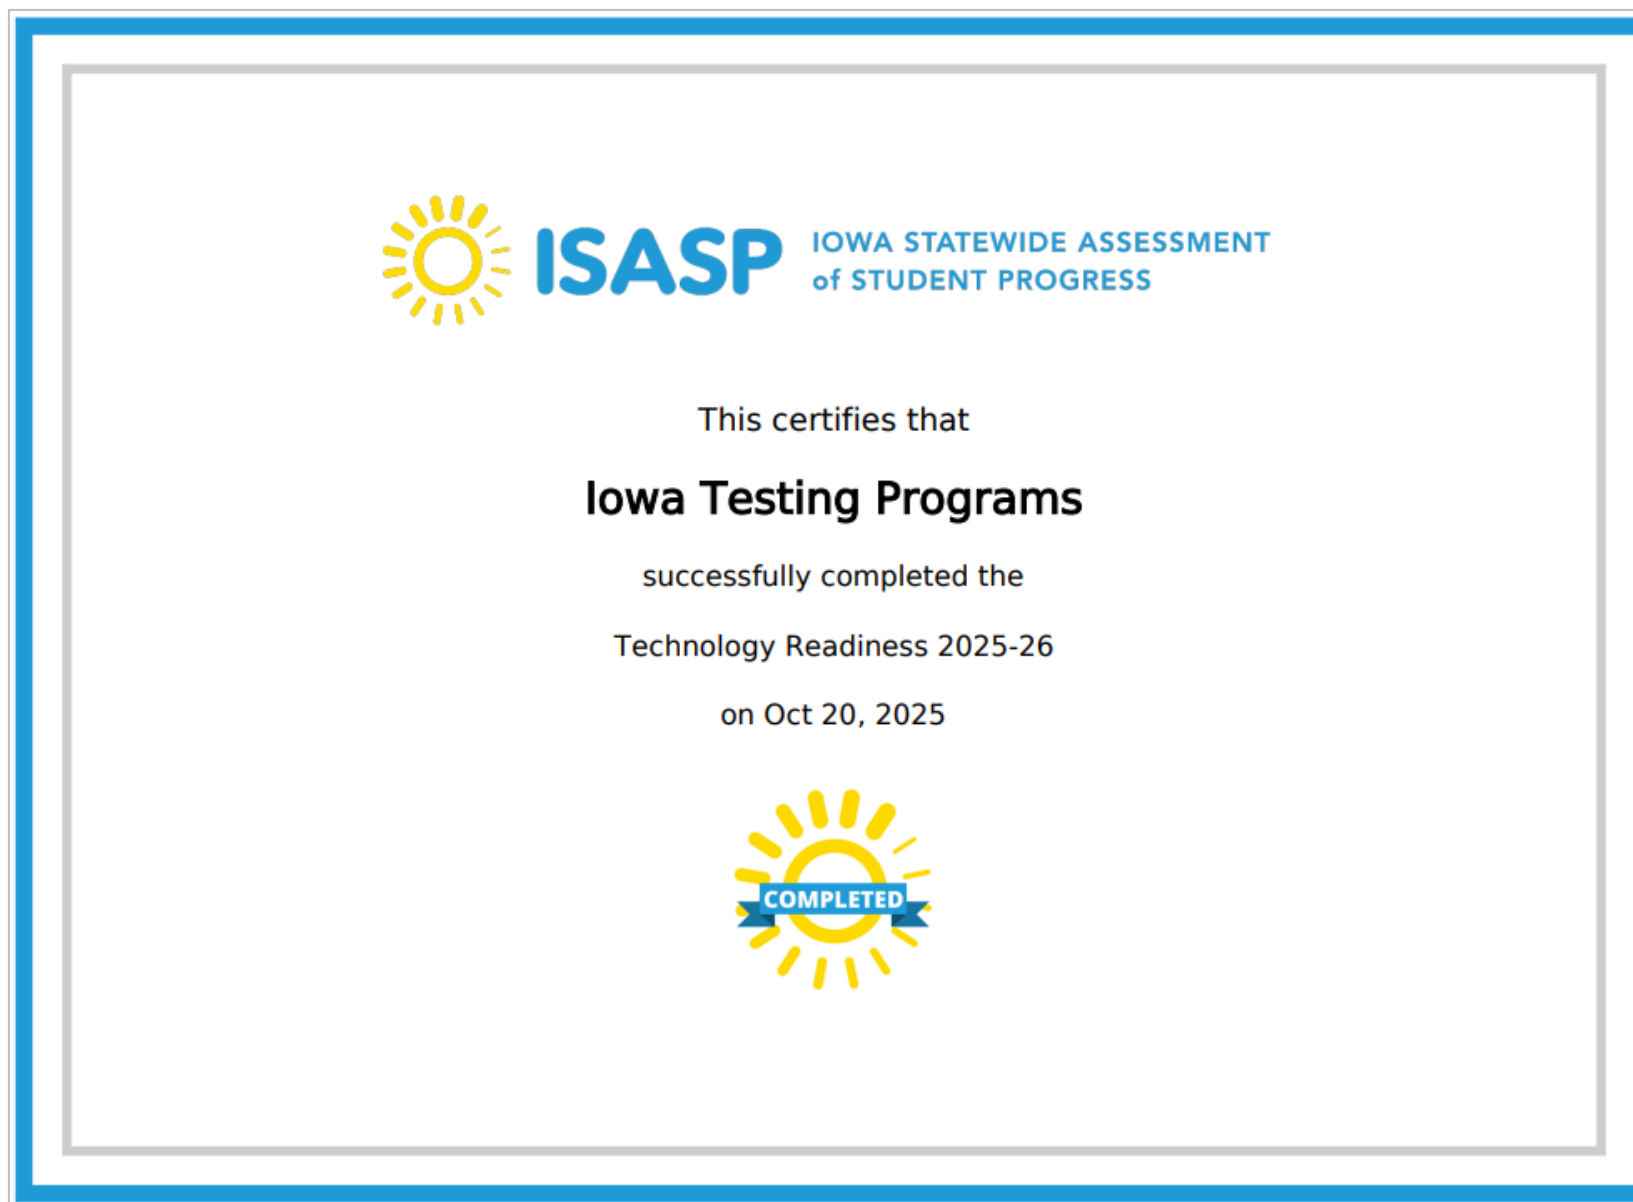 ISASP
IOWA STATEWIDE ASSESSMENT
of STUDENT PROGRESS
This certifies that
Iowa Testing Programs
successfully completed the
Technology Readiness 2025-26
on Oct 20, 2025
COMPLETED